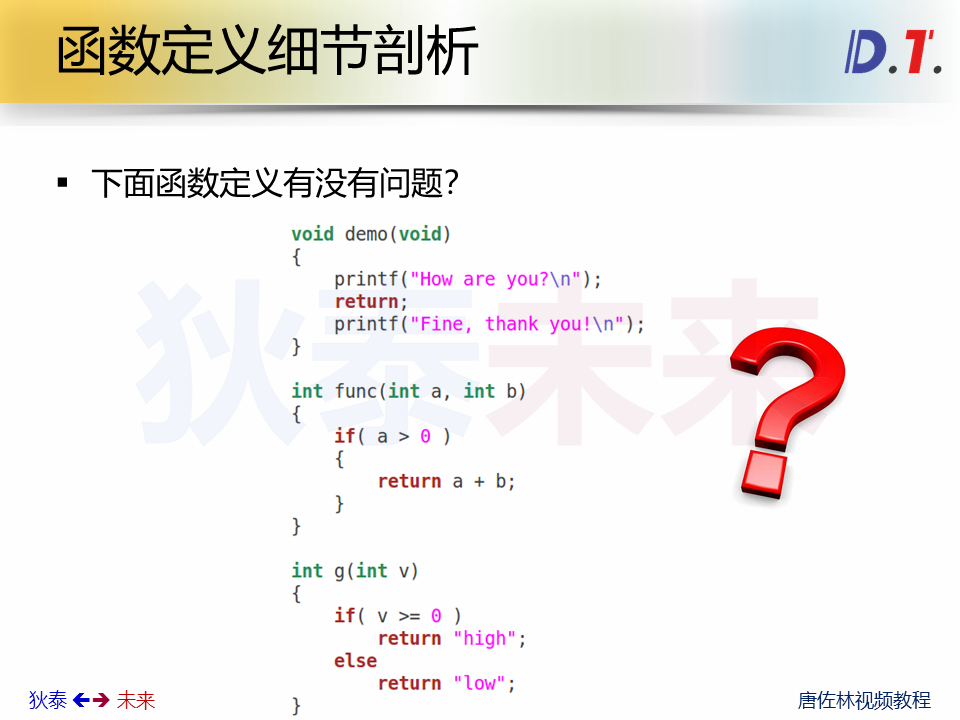 函数定义细节剖析
D.T.
▪ 下面函数定义有没有问题？
void demo(void)
{
    printf("How are you?\n");
    return;
    printf("Fine, thank you!\n");
}
int func(int a, int b)
{
    if( a > 0 )
    {
        return a + b;
    }
}
int g(int v)
{
    if( v >= 0 )
        return "high";
    else
        return "low";
}
狄泰未来
狄泰 未来
唐佐林视频教程